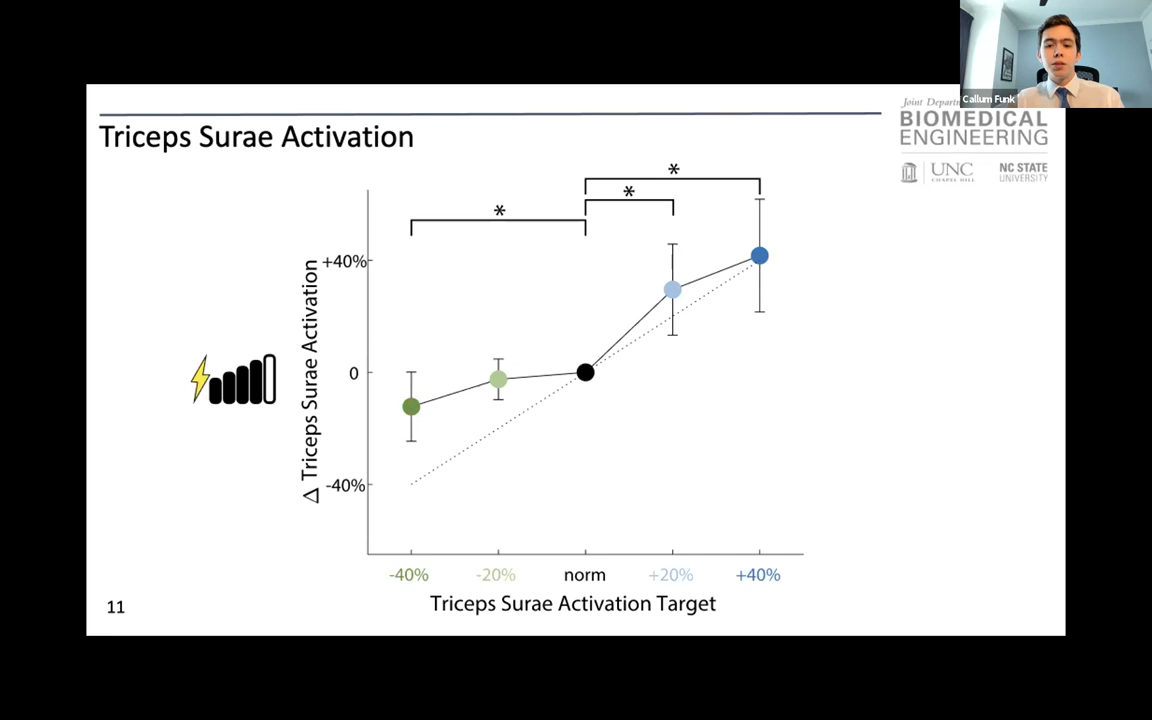 Callum Funk
Triceps Surae Activation
Joint Depart
BIOMEDICAL
ENGINEERING
UNC
CHAPEL HILL
NC STATE
UNIVERSITY
*
*
*
Δ Triceps Surae Activation
+40%
0
-40%
-40%
-20%
norm
+20%
+40%
Triceps Surae Activation Target
11